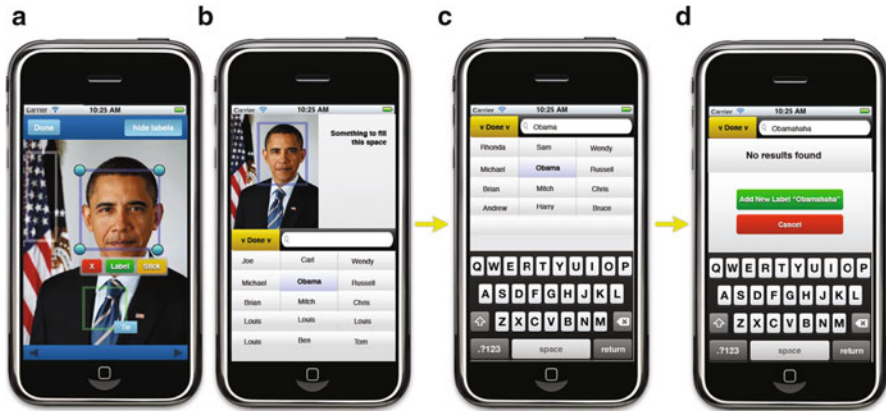 a
b
c
d
Carrier 10:25 AM
Done hide labels
X Label Stick
Tie
Carrier 10:25 AM
Something to fill
this space
v Done v
Joe Carl Wendy
Michael Obama Russell
Brian Mitch Chris
Louis Louis Louis
Louis Ben Tom
Carrier 10:25 AM
v Done v Obama
Rhonda Sam Wendy
Michael Obama Russell
Brian Mitch Chris
Andrew Harry Bruce
Q W E R T Y U I O P
A S D F G H J K L
Z X C V B N M
.?123 space return
Carrier 10:25 AM
v Done v Obamahaha
No results found
Add New Label "Obamahaha"
Cancel
Q W E R T Y U I O P
A S D F G H J K L
Z X C V B N M
.?123 space return